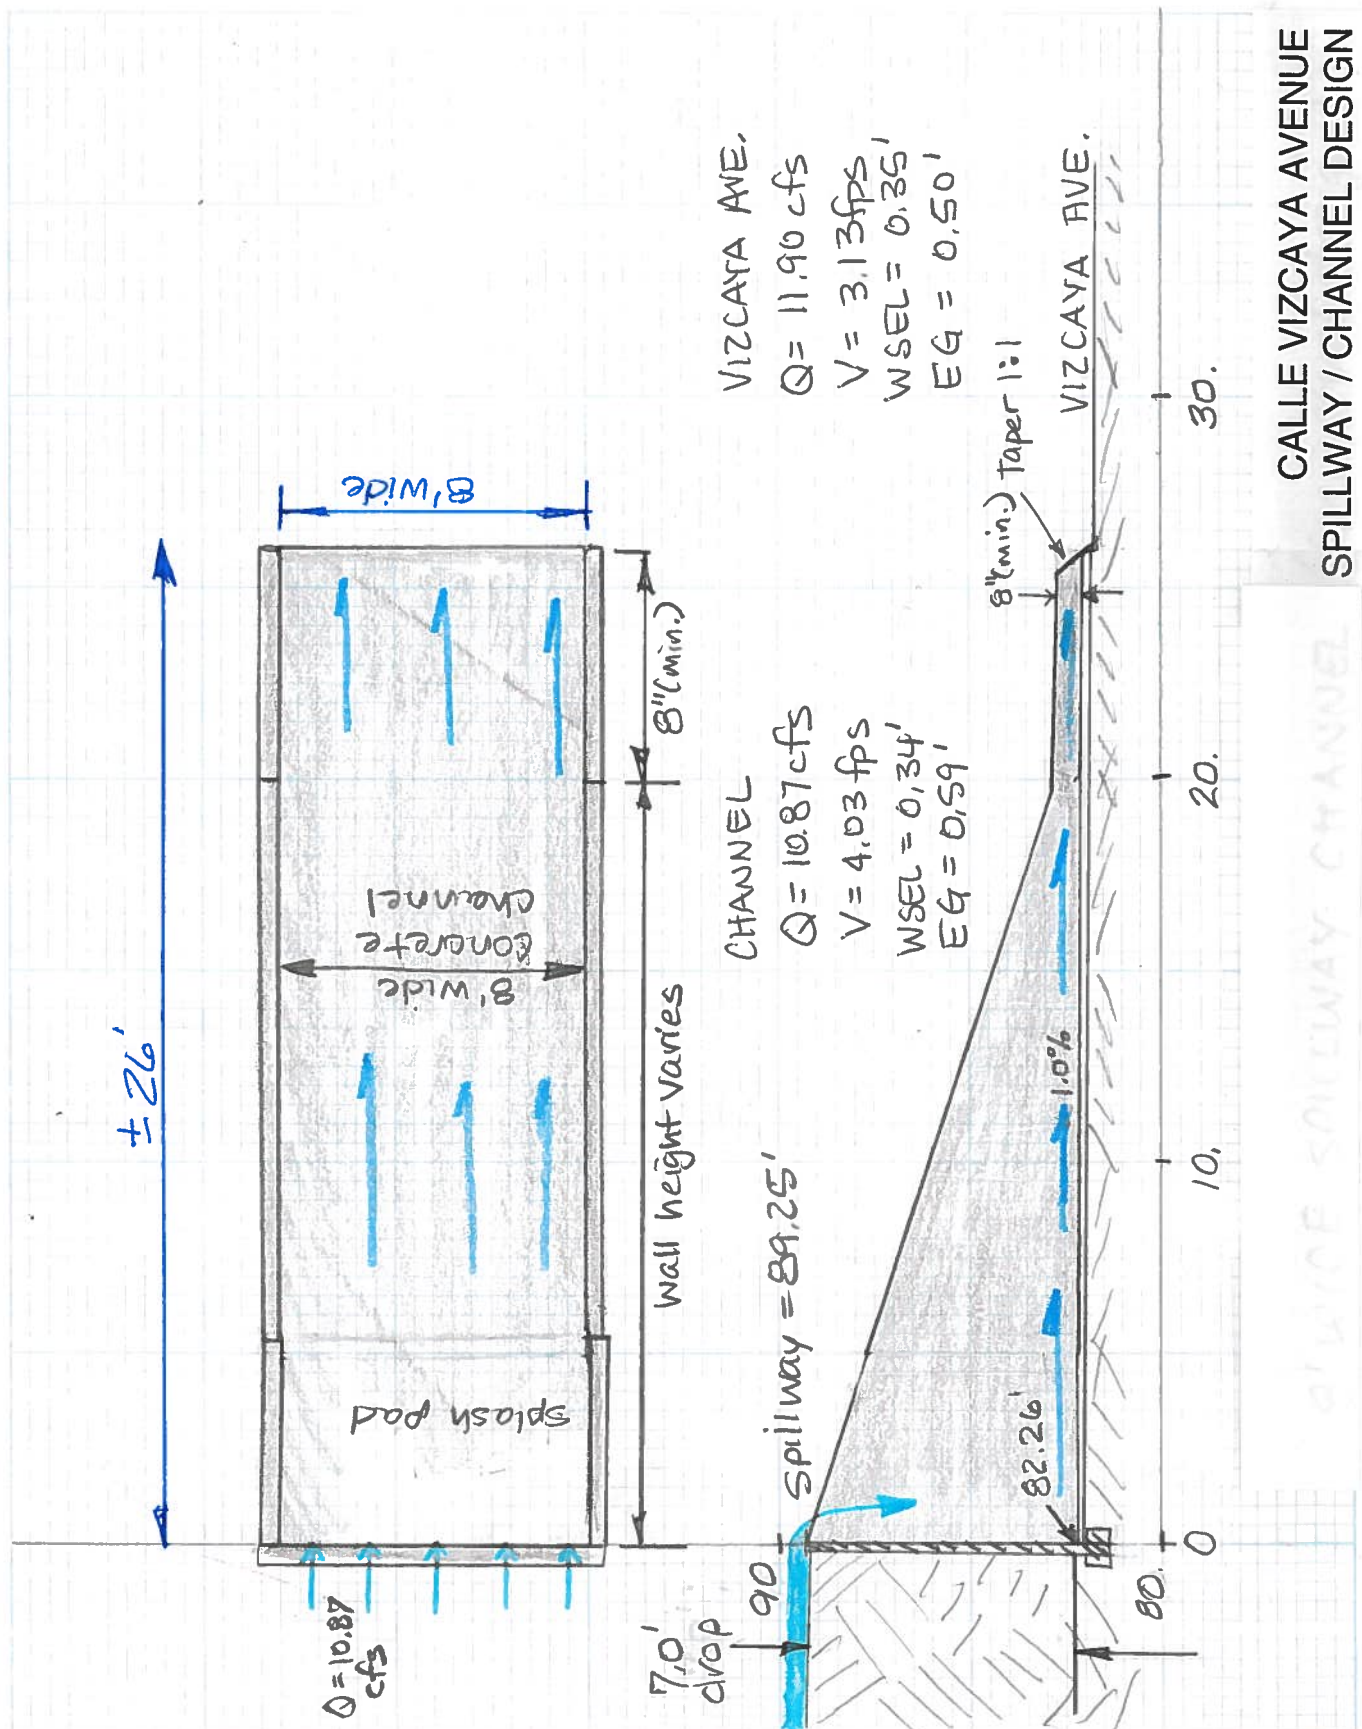 ± 26'
8' wide
8' wide
concrete
channel
splash pad
Q = 10.87
cfs
8"(min.)
Wall height varies
7.0'
drop
90
Spillway = 89.25'
CHANNEL
Q = 10.87 cfs
V = 4.03 fps
WSEL = 0.34'
EG = 0.59'
VIZCAYA AVE.
Q = 11.90 cfs
V = 3.13 fps
WSEL = 0.35'
EG = 0.50'
8"(min.)
Taper 1:1
VIZCAYA AVE.
82.26'
1.0%
80.
0
10.
20.
30.
CALLE VIZCAYA AVENUE
SPILLWAY / CHANNEL DESIGN